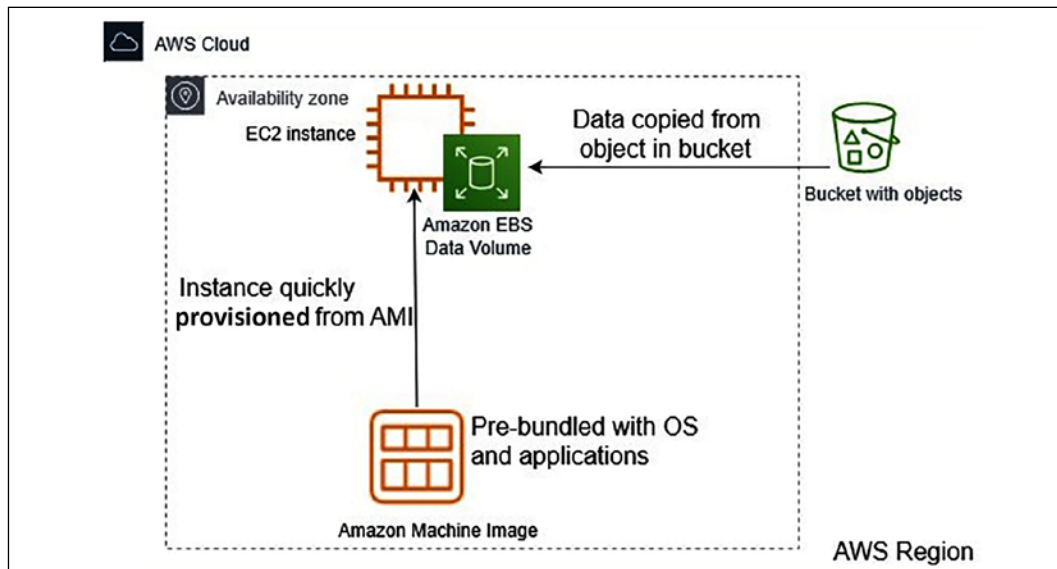 AWS Cloud
Availability zone
EC2 instance
Data copied from
object in bucket
Bucket with objects
Amazon EBS
Data Volume
Instance quickly
provisioned from AMI
Pre-bundled with OS
and applications
Amazon Machine Image
AWS Region